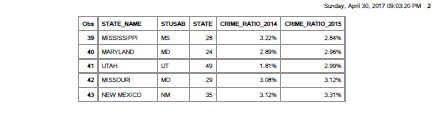 Sunday, April 30, 2017 09:03:20 PM 2
Obs STATE_NAME STUSAB STATE CRIME_RATIO_2014 CRIME_RATIO_2015
39 MISSISSIPPI MS 28 3.22% 2.84%
40 MARYLAND MD 24 2.89% 2.96%
41 UTAH UT 49 1.81% 2.99%
42 MISSOURI MO 29 3.08% 3.12%
43 NEW MEXICO NM 35 3.12% 3.31%